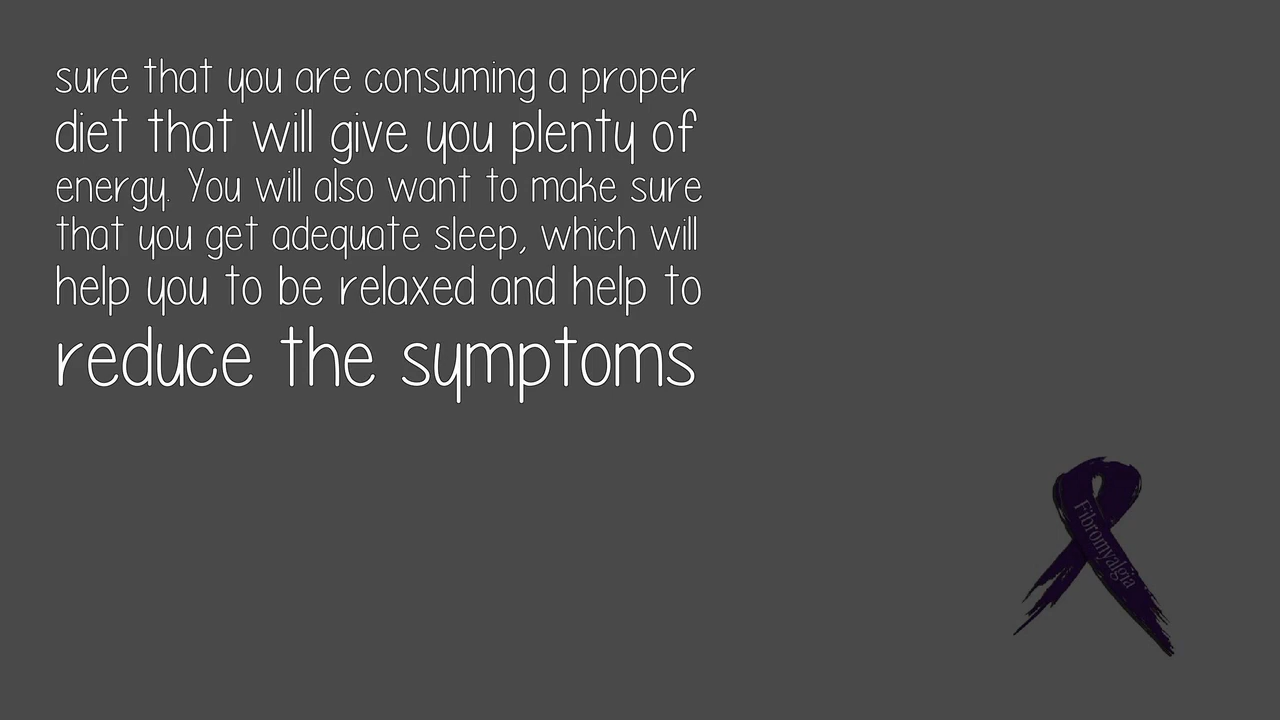 sure that you are consuming a proper
diet that will give you plenty of
energy. You will also want to make sure
that you get adequate sleep, which will
help you to be relaxed and help to
reduce the symptoms
Fibromyalgia